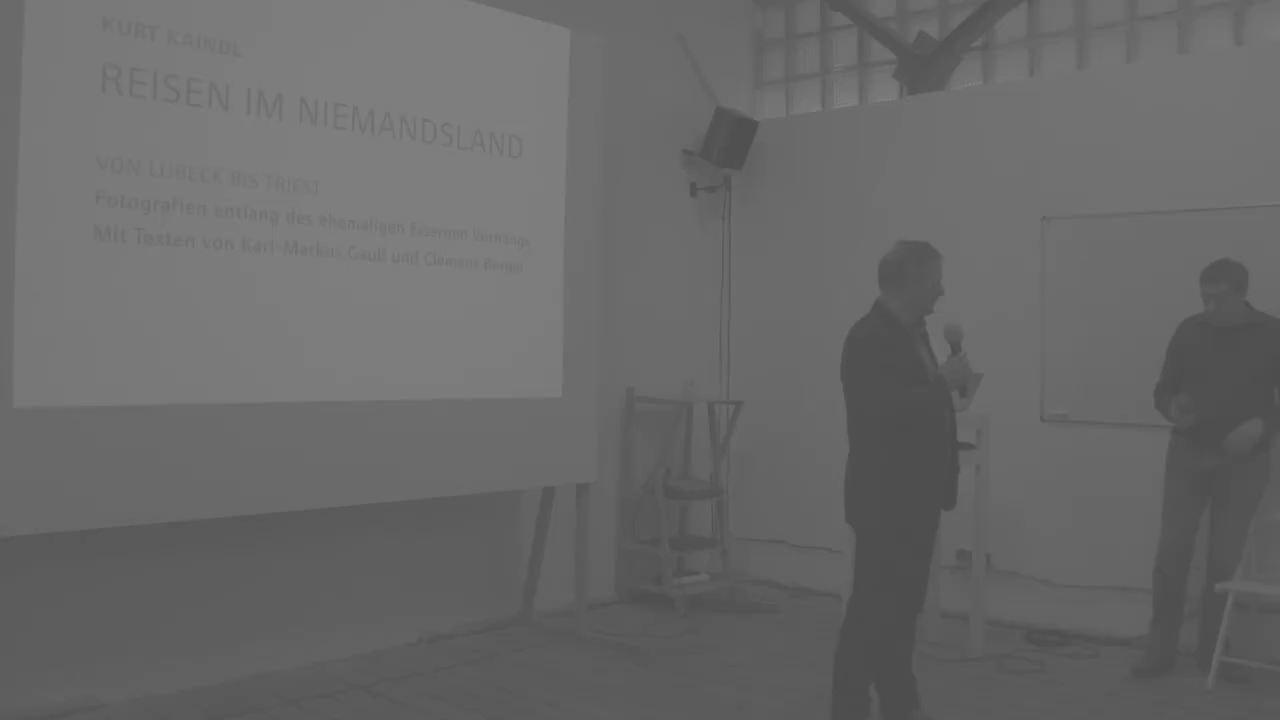 KURT KAINDL
REISEN IM NIEMANDSLAND
VON LÜBECK BIS TRIEST
Fotografien entlang des ehemaligen Eisernen Vorhangs
Mit Texten von Karl-Markus Gauß und Clemens Berger